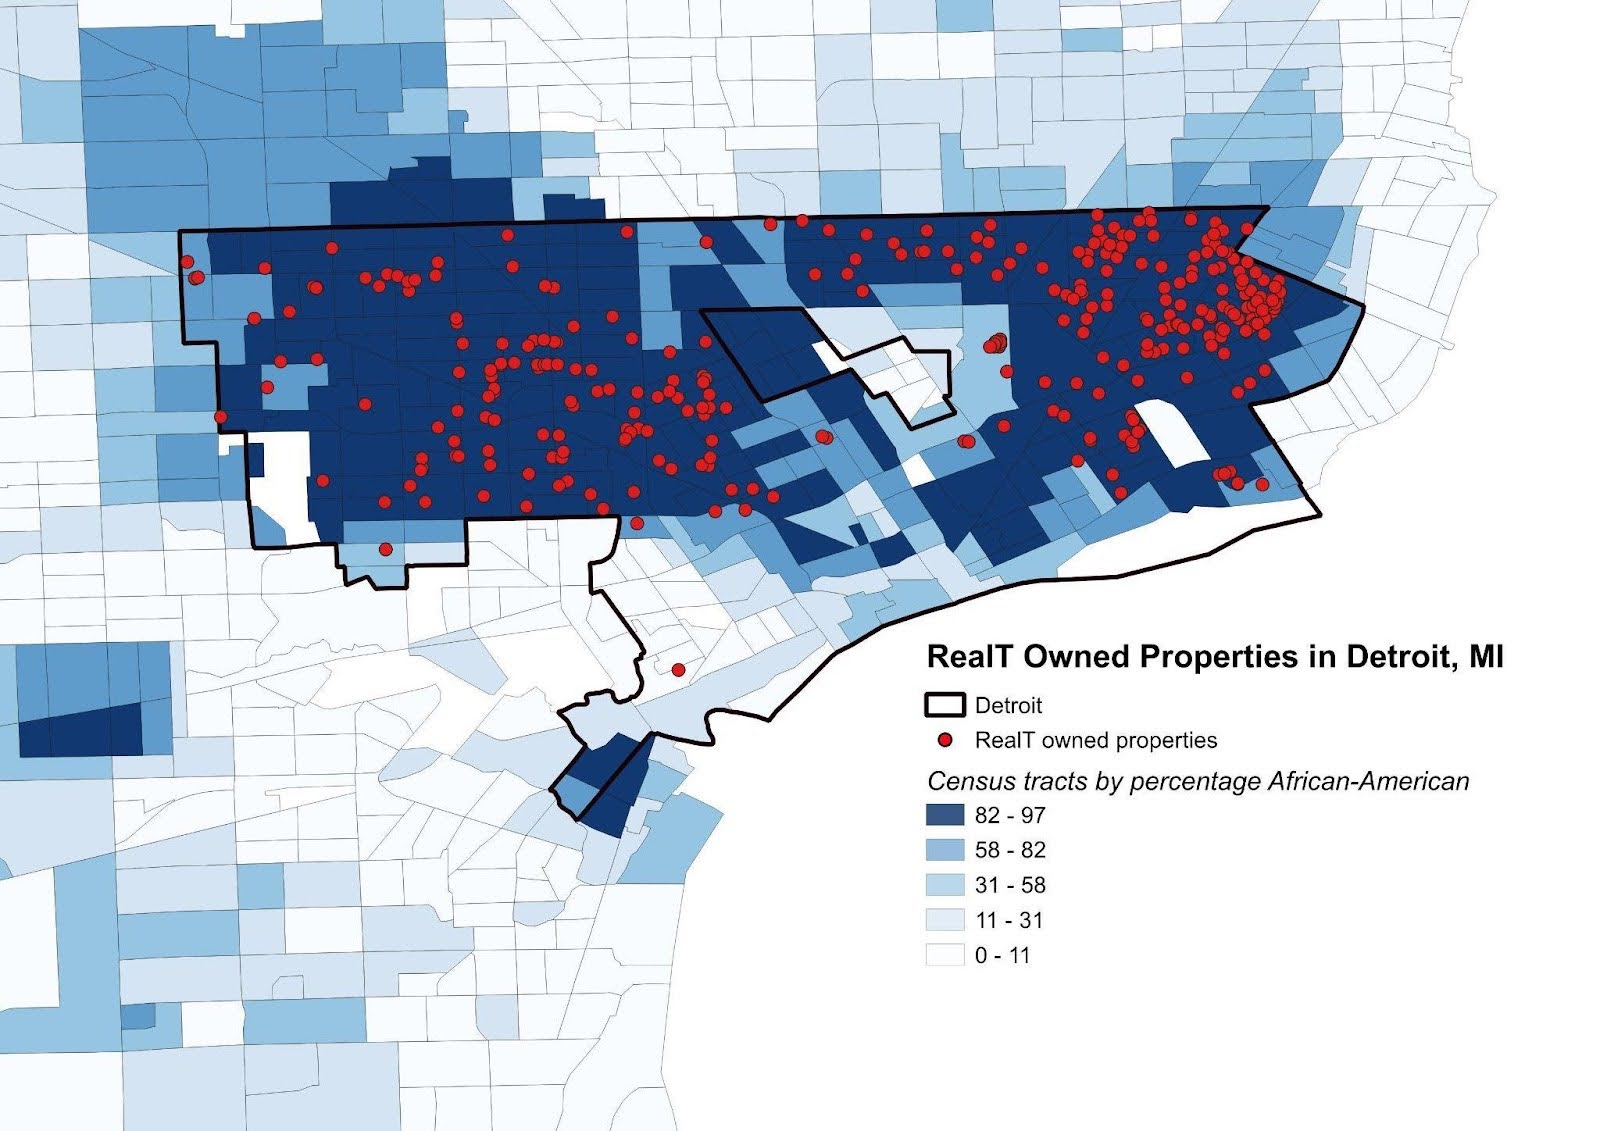 RealT Owned Properties in Detroit, MI
Detroit
RealT owned properties
Census tracts by percentage African-American
82 - 97
58 - 82
31 - 58
11 - 31
0 - 11